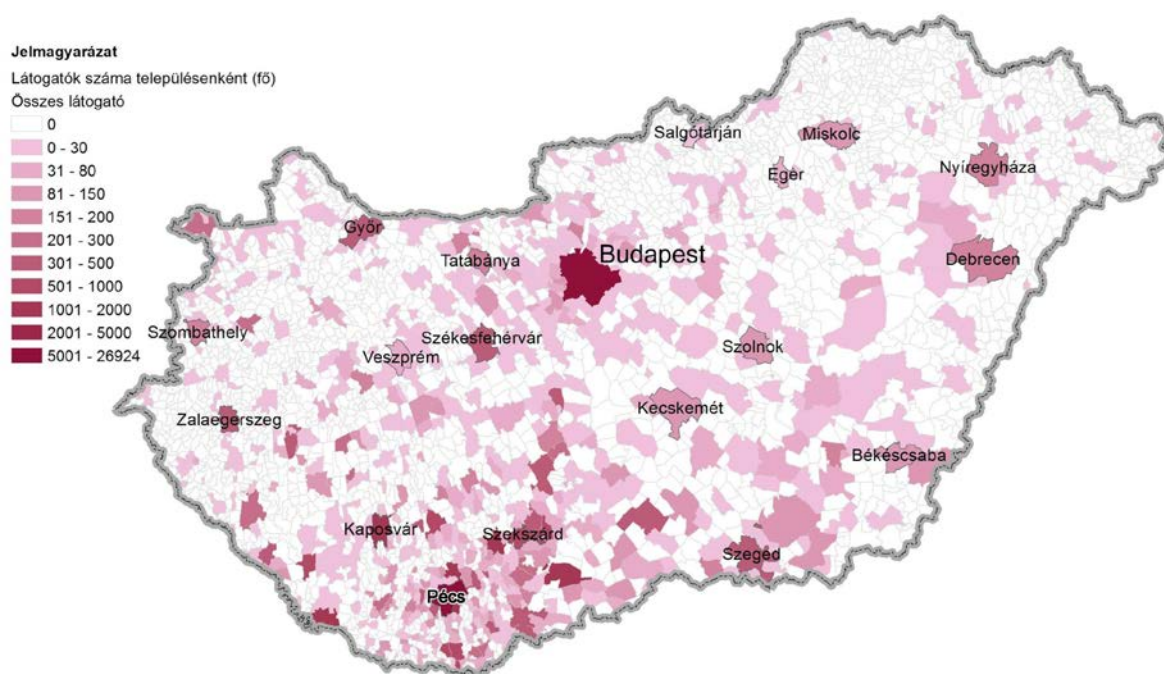 Jelmagyarázat
Látogatók száma településenként (fő)
Összes látogató
0
0 - 30
31 - 80
81 - 150
151 - 200
201 - 300
301 - 500
501 - 1000
1001 - 2000
2001 - 5000
5001 - 26924
Salgótarján
Miskolc
Eger
Nyíregyháza
Győr
Tatabánya
Budapest
Debrecen
Szombathely
Székesfehérvár
Veszprém
Szolnok
Kecskemét
Zalaegerszeg
Békéscsaba
Kaposvár
Szekszárd
Szeged
Pécs